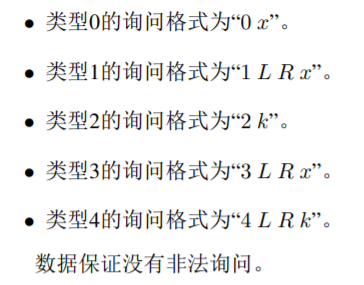 • 类型0的询问格式为“0 x”。
• 类型1的询问格式为“1 L R x”。
• 类型2的询问格式为“2 k”。
• 类型3的询问格式为“3 L R x”。
• 类型4的询问格式为“4 L R k”。
数据保证没有非法询问。